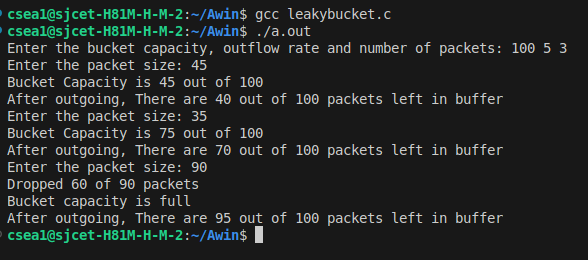 csea1@sjcet-H81M-H-M-2:~/Awin$ gcc leakybucket.c
csea1@sjcet-H81M-H-M-2:~/Awin$ ./a.out
Enter the bucket capacity, outflow rate and number of packets: 100 5 3
Enter the packet size: 45
Bucket Capacity is 45 out of 100
After outgoing, There are 40 out of 100 packets left in buffer
Enter the packet size: 35
Bucket Capacity is 75 out of 100
After outgoing, There are 70 out of 100 packets left in buffer
Enter the packet size: 90
Dropped 60 of 90 packets
Bucket capacity is full
After outgoing, There are 95 out of 100 packets left in buffer
csea1@sjcet-H81M-H-M-2:~/Awin$